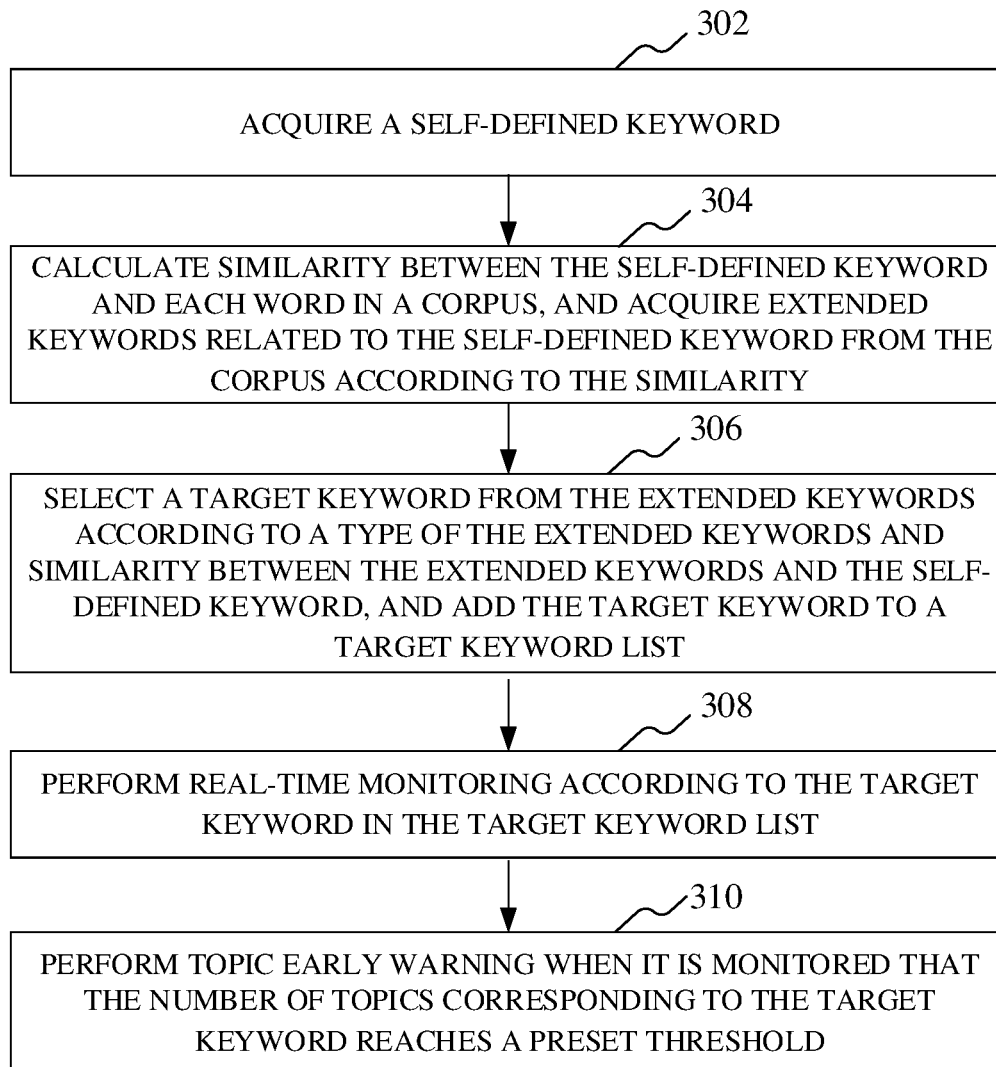 302
ACQUIRE A SELF-DEFINED KEYWORD
304
CALCULATE SIMILARITY BETWEEN THE SELF-DEFINED KEYWORD
AND EACH WORD IN A CORPUS, AND ACQUIRE EXTENDED
KEYWORDS RELATED TO THE SELF-DEFINED KEYWORD FROM THE
CORPUS ACCORDING TO THE SIMILARITY
306
SELECT A TARGET KEYWORD FROM THE EXTENDED KEYWORDS
ACCORDING TO A TYPE OF THE EXTENDED KEYWORDS AND
SIMILARITY BETWEEN THE EXTENDED KEYWORDS AND THE SELF-
DEFINED KEYWORD, AND ADD THE TARGET KEYWORD TO A
TARGET KEYWORD LIST
308
PERFORM REAL-TIME MONITORING ACCORDING TO THE TARGET
KEYWORD IN THE TARGET KEYWORD LIST
310
PERFORM TOPIC EARLY WARNING WHEN IT IS MONITORED THAT
THE NUMBER OF TOPICS CORRESPONDING TO THE TARGET
KEYWORD REACHES A PRESET THRESHOLD